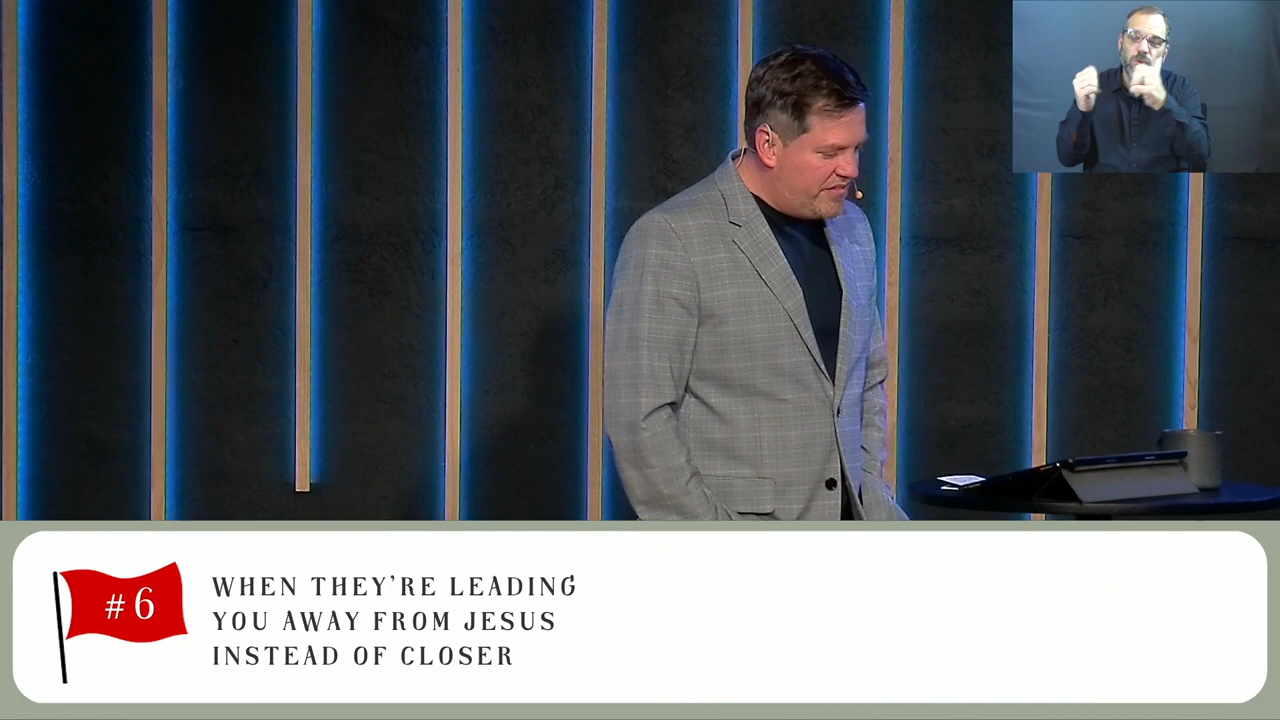 #6
WHEN THEY'RE LEADING
YOU AWAY FROM JESUS
INSTEAD OF CLOSER